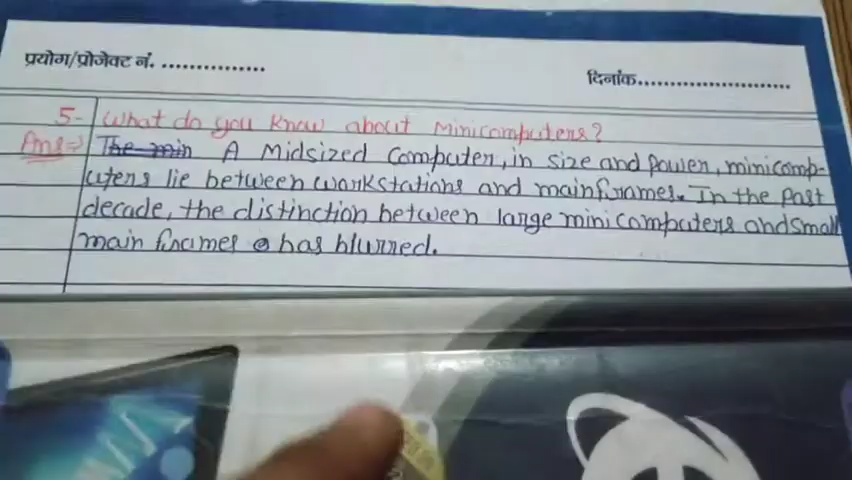 प्रयोग/प्रोजेक्ट नं. ...............
दिनांक.........................
5- What do you know about Minicomputers?
Ans=> The min A Midsized Computer, in size and power, minicomp-
uters lie between workstations and mainframes. In the Past
decade, the distinction between large minicomputers and small
main frames has blurred.